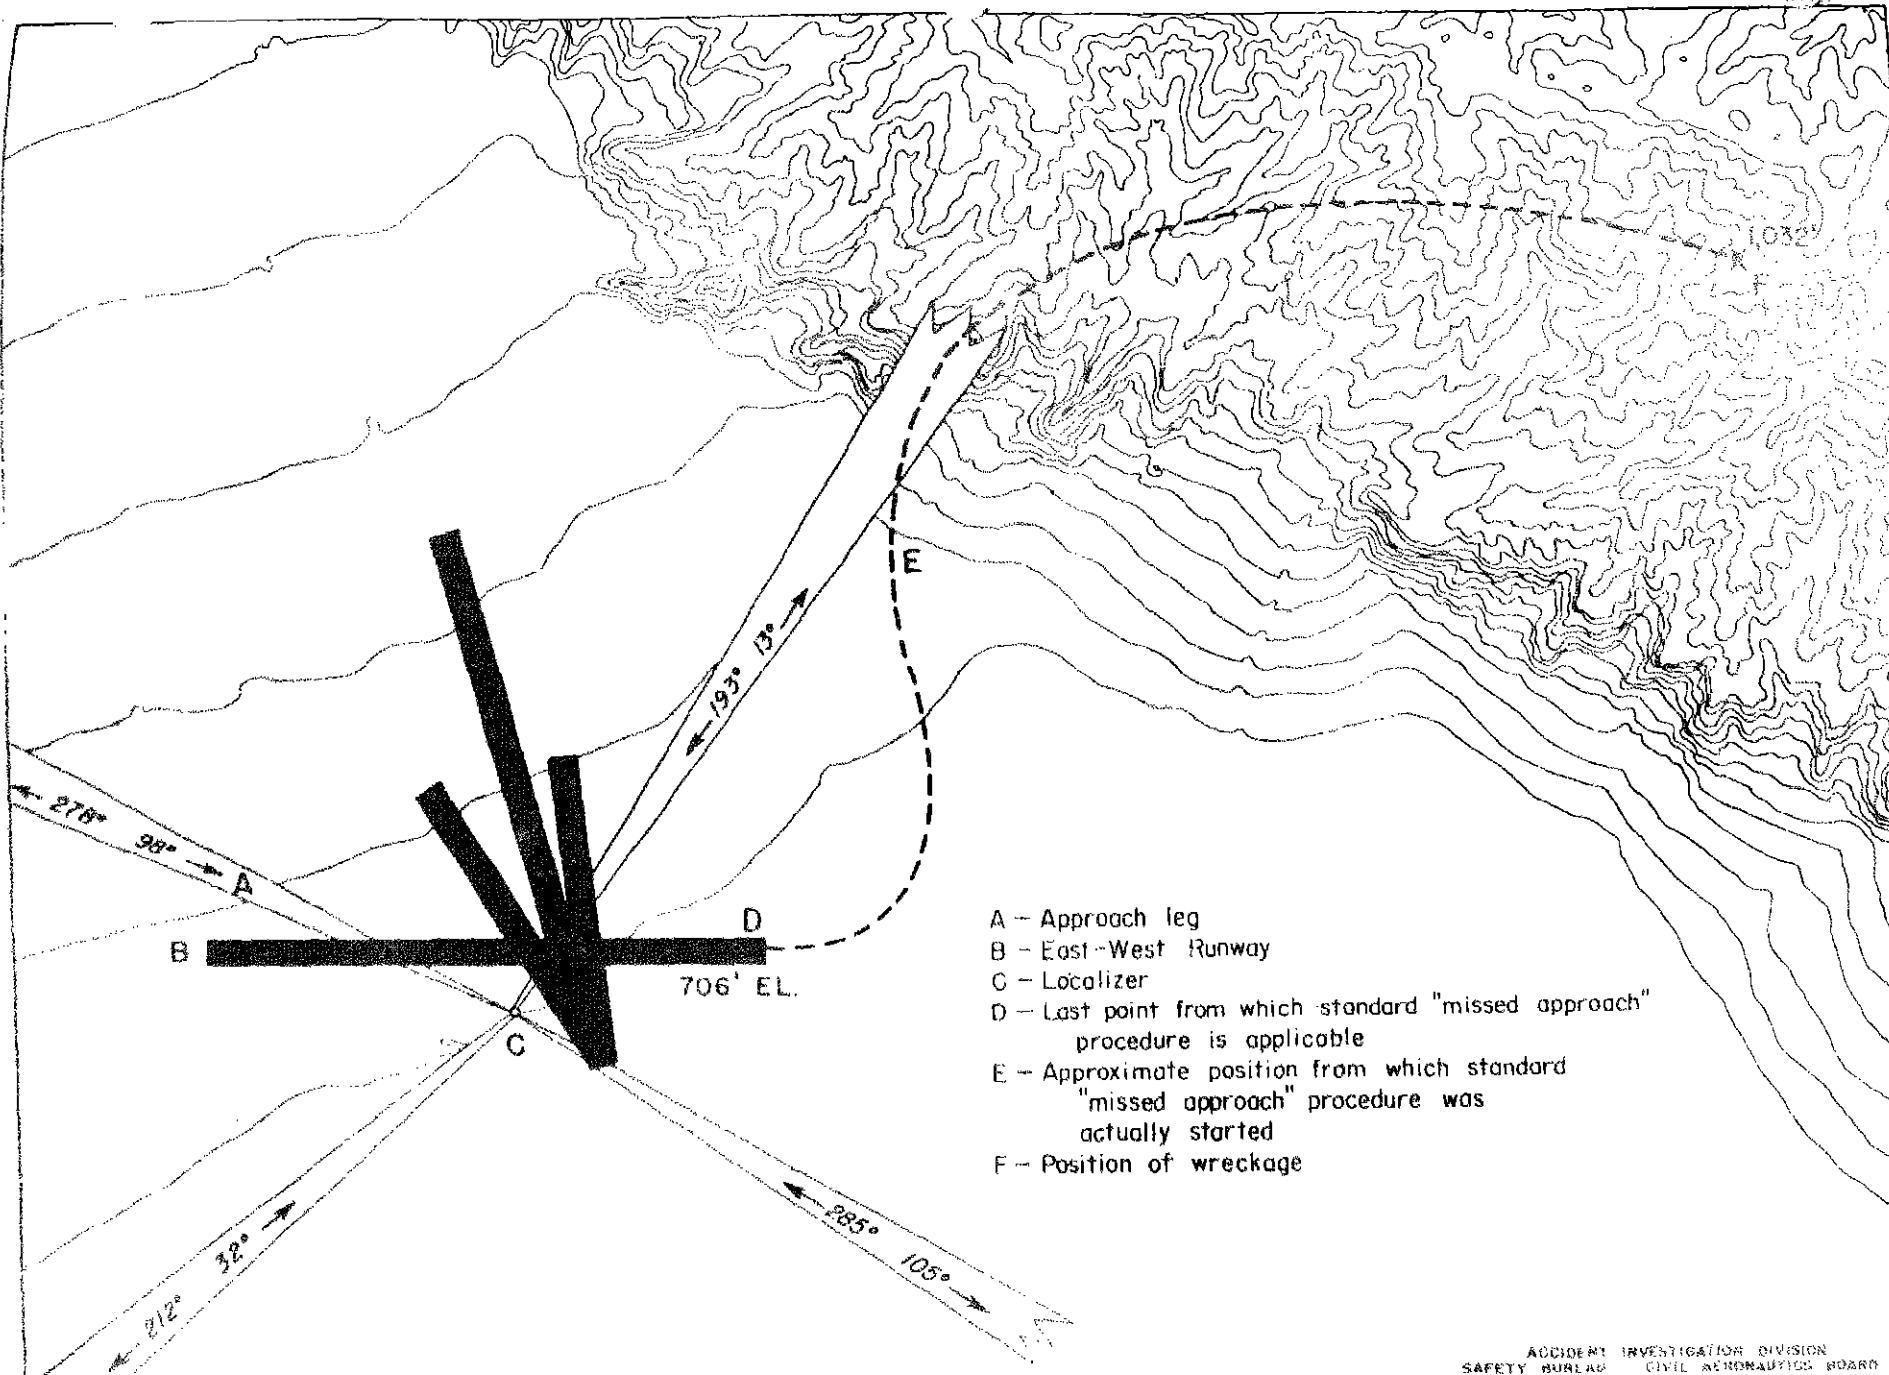 1,032'
F
E
13°
193°
278°
98°
A
B
D
706' EL.
C
32°
212°
285°
105°
A - Approach leg
B - East-West Runway
C - Localizer
D - Last point from which standard "missed approach"
procedure is applicable
E - Approximate position from which standard
"missed approach" procedure was
actually started
F - Position of wreckage
ACCIDENT INVESTIGATION DIVISION
SAFETY BUREAU CIVIL AERONAUTICS BOARD